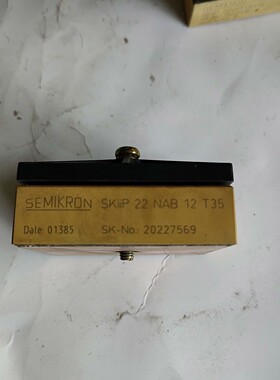 SEMIKRON SKiiP 22 NAB 12 T35
Date 01385 SK-No.: 20227569